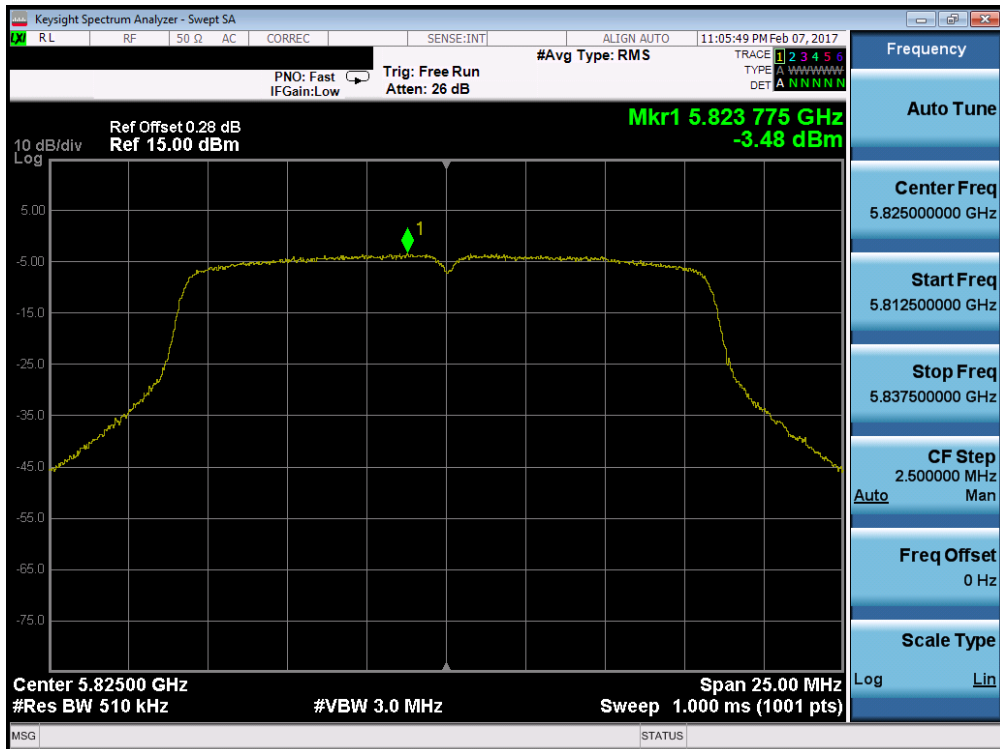 Keysight Spectrum Analyzer - Swept SA
LXI RL RF 50 Ω AC CORREC SENSE:INT ALIGN AUTO 11:05:49 PM Feb 07, 2017
#Avg Type: RMS
TRACE 1 2 3 4 5 6
PNO: Fast Trig: Free Run
TYPE A WWWWW
IFGain:Low Atten: 26 dB
DET A N N N N N
Mkr1 5.823 775 GHz
-3.48 dBm
Ref Offset 0.28 dB
10 dB/div Ref 15.00 dBm
Log
1
5.00
-5.00
-15.0
-25.0
-35.0
-45.0
-55.0
-65.0
-75.0
Center 5.82500 GHz Span 25.00 MHz
#Res BW 510 kHz #VBW 3.0 MHz Sweep 1.000 ms (1001 pts)
MSG STATUS
Frequency
Auto Tune
Center Freq
5.825000000 GHz
Start Freq
5.812500000 GHz
Stop Freq
5.837500000 GHz
CF Step
2.500000 MHz
Auto Man
Freq Offset
0 Hz
Scale Type
Log Lin